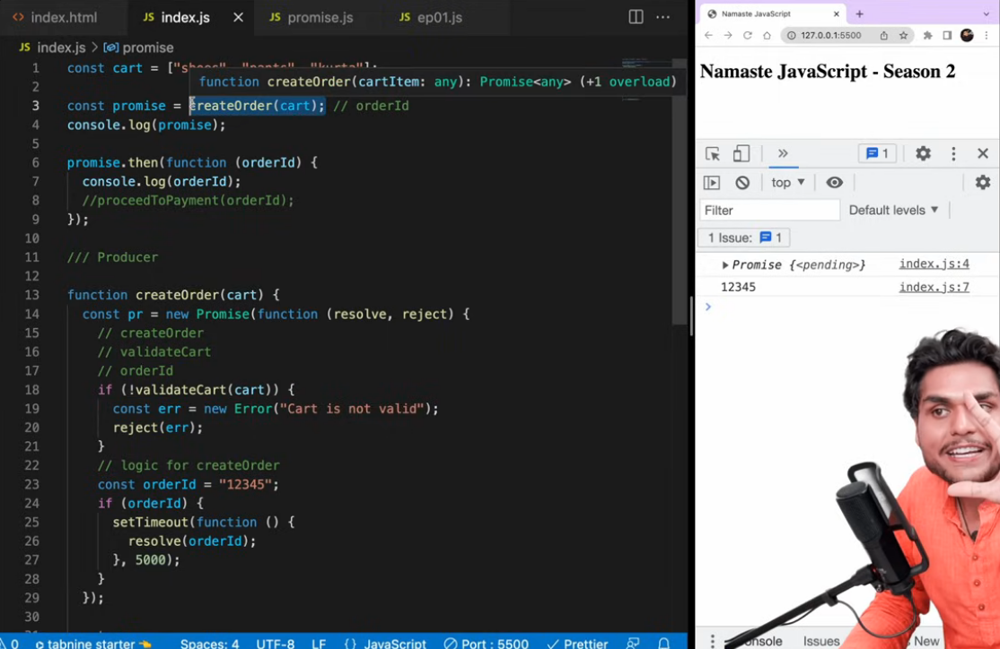 index.html
JS index.js
JS promise.js
JS ep01.js
JS index.js > promise
1 const cart = ["shoes", "pants", "kurta"];
function createOrder(cartItem: any): Promise<any> (+1 overload)
2
3 const promise = createOrder(cart); // orderId
4 console.log(promise);
5
6 promise.then(function (orderId) {
7 console.log(orderId);
8 //proceedToPayment(orderId);
9 });
10
11 /// Producer
12
13 function createOrder(cart) {
14 const pr = new Promise(function (resolve, reject) {
15 // createOrder
16 // validateCart
17 // orderId
18 if (!validateCart(cart)) {
19 const err = new Error("Cart is not valid");
20 reject(err);
21 }
22 // logic for createOrder
23 const orderId = "12345";
24 if (orderId) {
25 setTimeout(function () {
26 resolve(orderId);
27 }, 5000);
28 }
29 });
30
0 tabnine starter Spaces: 4 UTF-8 LF {} JavaScript Port : 5500 Prettier
Namaste JavaScript
127.0.0.1:5500
Namaste JavaScript - Season 2
1
top
Filter
Default levels
1 Issue: 1
Promise {<pending>} index.js:4
12345 index.js:7
onsole Issues New